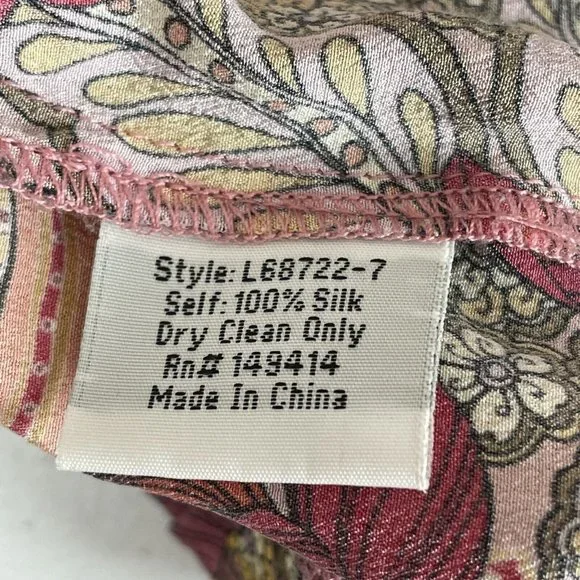 Style: L68722-7
Self: 100% Silk
Dry Clean Only
Rn# 149414
Made In China